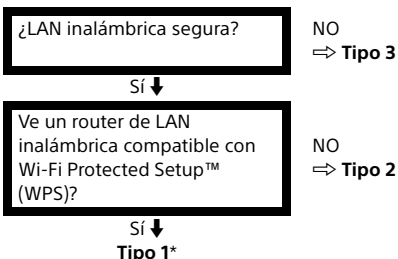 ¿LAN inalámbrica segura?
NO
⇨ Tipo 3
Sí ⬇
Ve un router de LAN
inalámbrica compatible con
Wi-Fi Protected Setup™
(WPS)?
NO
⇨ Tipo 2
Sí ⬇
Tipo 1*